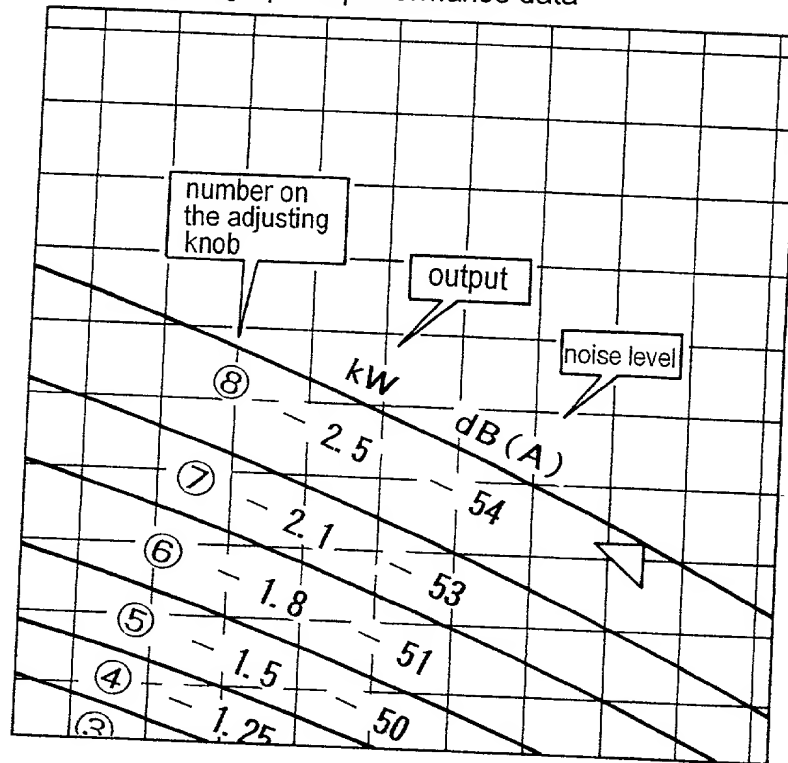 number on
the adjusting
knob
output
noise level
kW
dB(A)
⑧ - 2.5 - 54
⑦ - 2.1 - 53
⑥ - 1.8 - 51
⑤ - 1.5 - 50
④ - 1.25
③